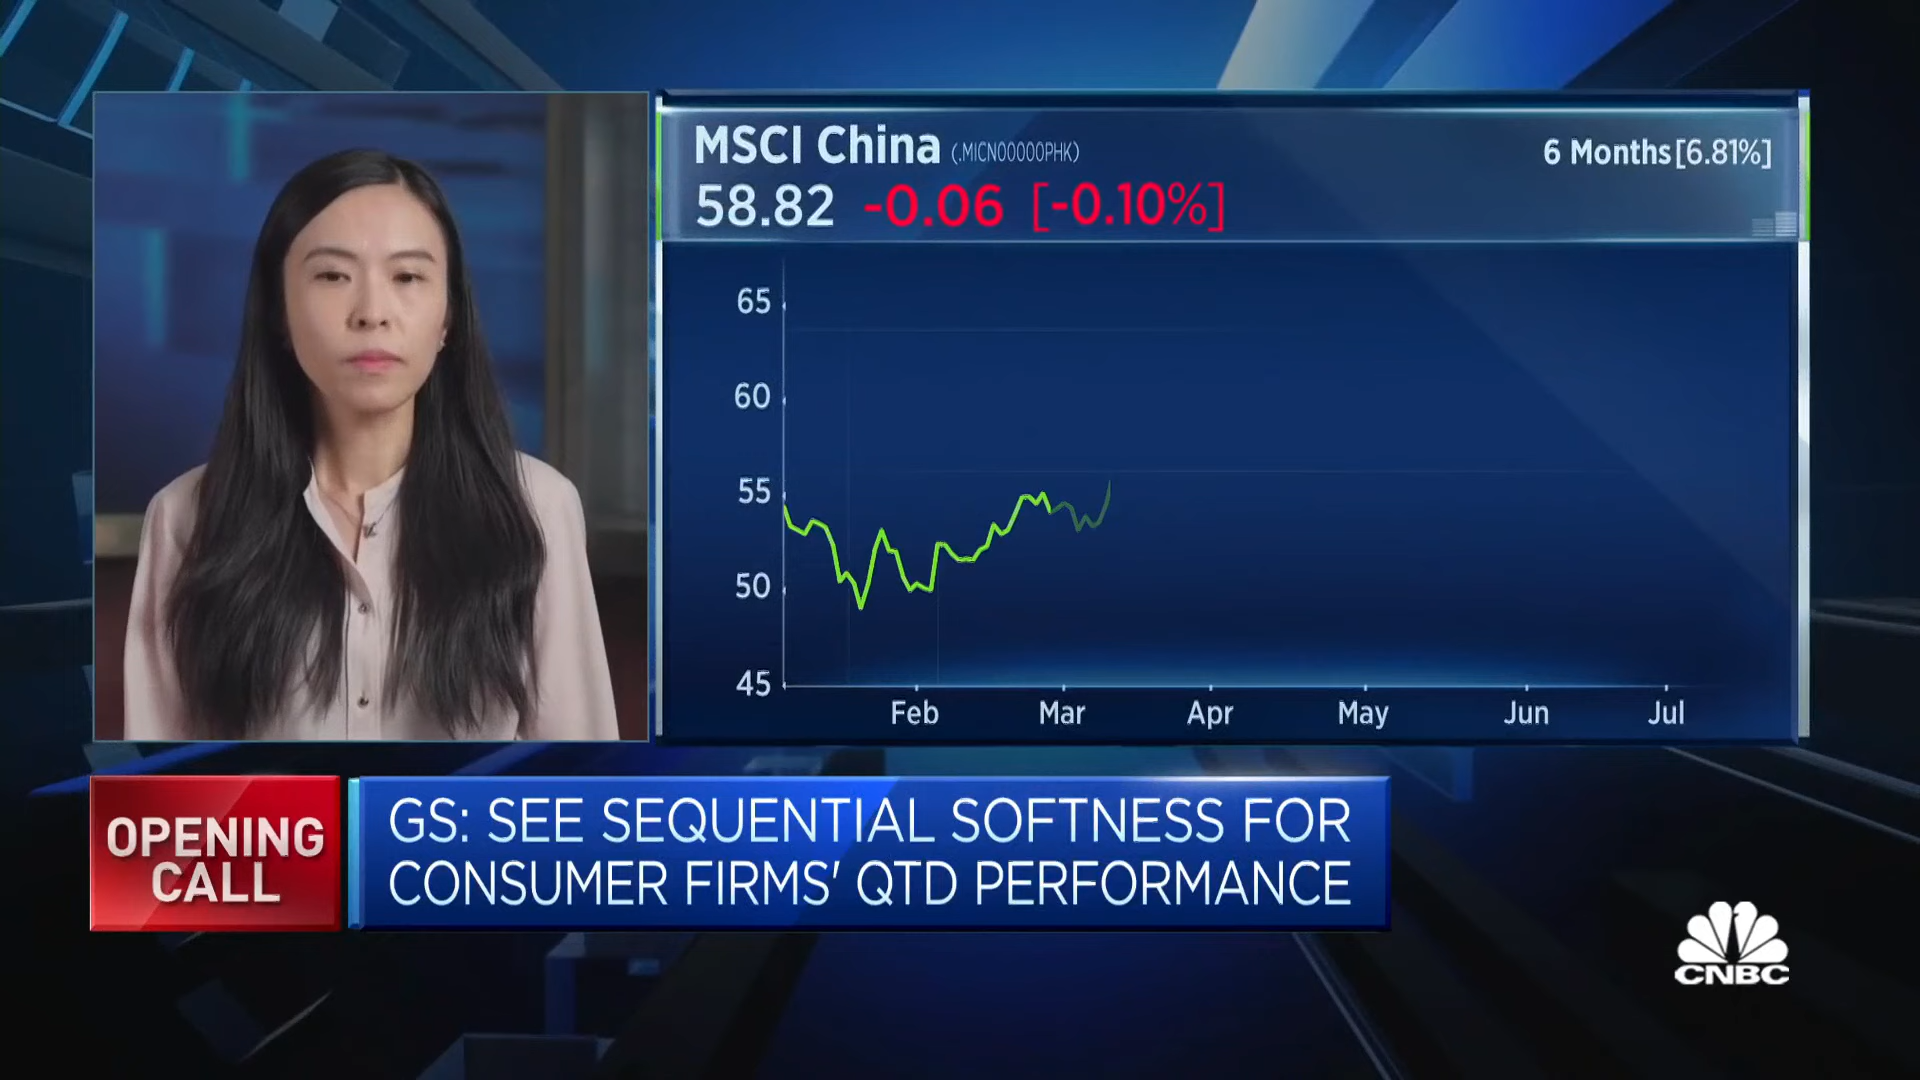 MSCI China (.MICN00000PHK)
6 Months[6.81%]
58.82 -0.06 [-0.10%]
65
60
55
50
45
Feb Mar Apr May Jun Jul
OPENING
CALL
GS: SEE SEQUENTIAL SOFTNESS FOR
CONSUMER FIRMS' QTD PERFORMANCE
CNBC